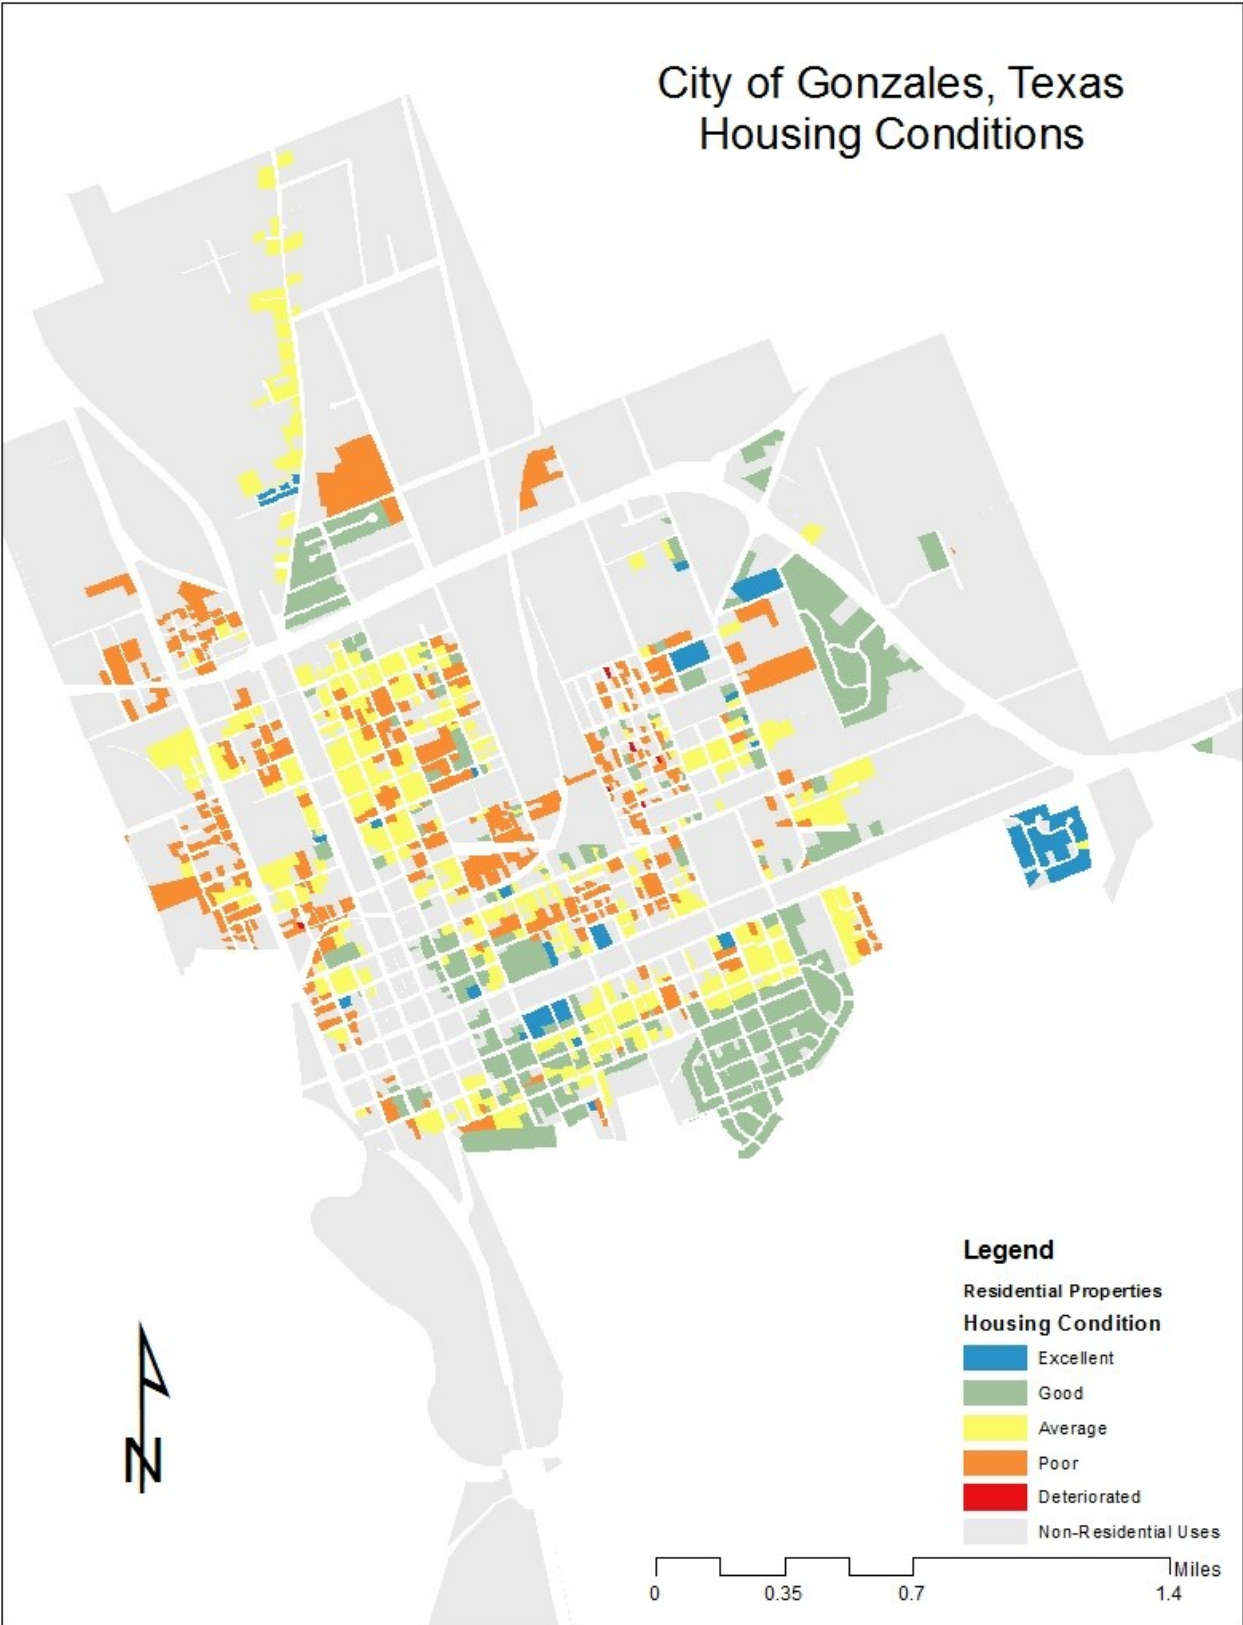 City of Gonzales, Texas
Housing Conditions
Legend
Residential Properties
Housing Condition
Excellent
Good
Average
Poor
Deteriorated
Non-Residential Uses
N
Miles
0 0.35 0.7 1.4